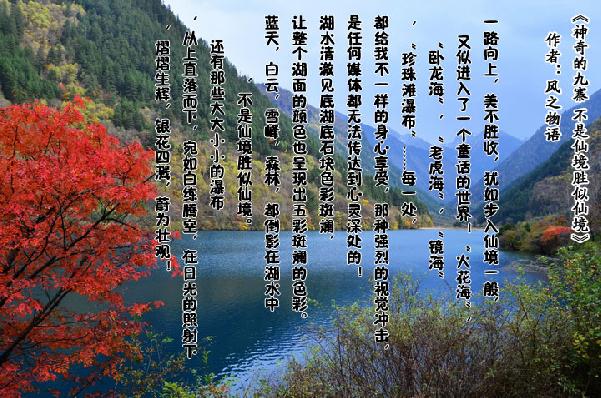 《神奇的九寨 不是仙境胜似仙境》
作者：风之物语
一路向上，美不胜收，犹如步入仙境一般，
又似进入了一个童话的世界—“火花海”，
“卧龙海”，“老虎海”，“镜海”，
“珍珠滩瀑布”……每一处，
都给我不一样的身心享受，那种强烈的视觉冲击，
是任何媒体都无法传达到心灵深处的！
湖水清澈见底湖底石块色彩斑斓，
让整个湖面的颜色也呈现出五彩斑斓的色彩。
蓝天，白云，雪峰，森林，都倒影在湖水中
，不是仙境胜似仙境。
还有那些大大小小的瀑布
，从上直落而下，宛如白练腾空，在日光的照射下
，熠熠生辉，银花四溅，蔚为壮观！